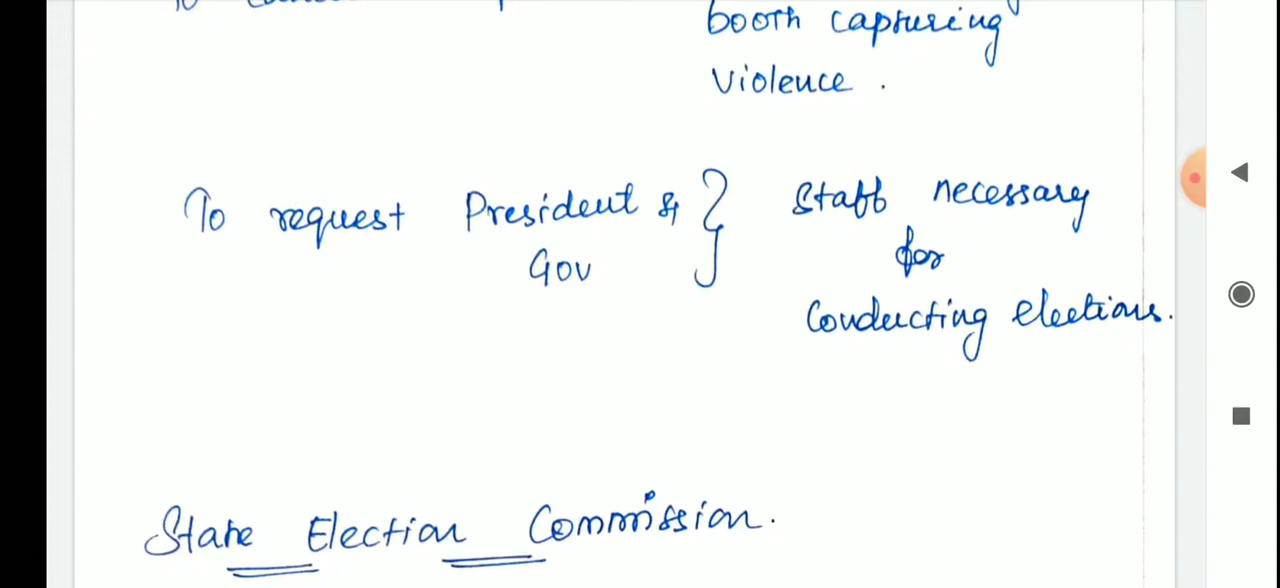 booth capturing
violence.
To request President & } Staff necessary
Gov for
Conducting elections.
State Election Commission.